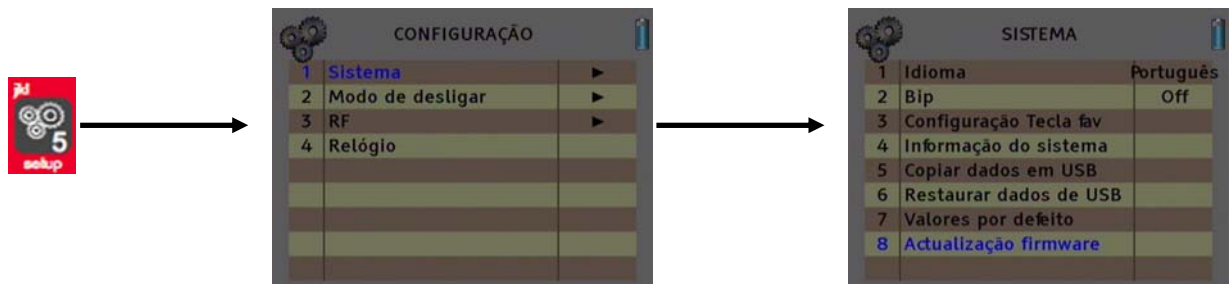 jkl
5
setup
CONFIGURAÇÃO
1 Sistema
2 Modo de desligar
3 RF
4 Relógio
SISTEMA
1 Idioma Português
2 Bip Off
3 Configuração Tecla fav
4 Informação do sistema
5 Copiar dados em USB
6 Restaurar dados de USB
7 Valores por defeito
8 Actualização firmware